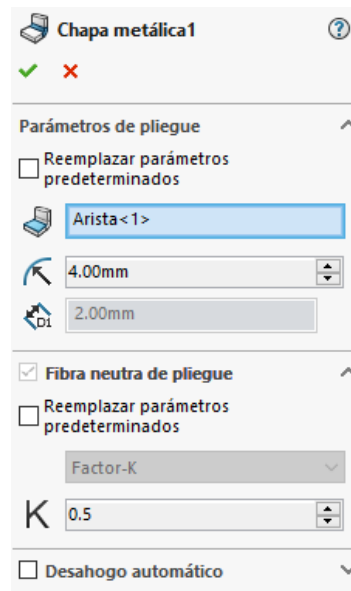 Chapa metálica1
Parámetros de pliegue
Reemplazar parámetros
predeterminados
Arista<1>
4.00mm
D1
2.00mm
Fibra neutra de pliegue
Reemplazar parámetros
predeterminados
Factor-K
K
0.5
Desahogo automático